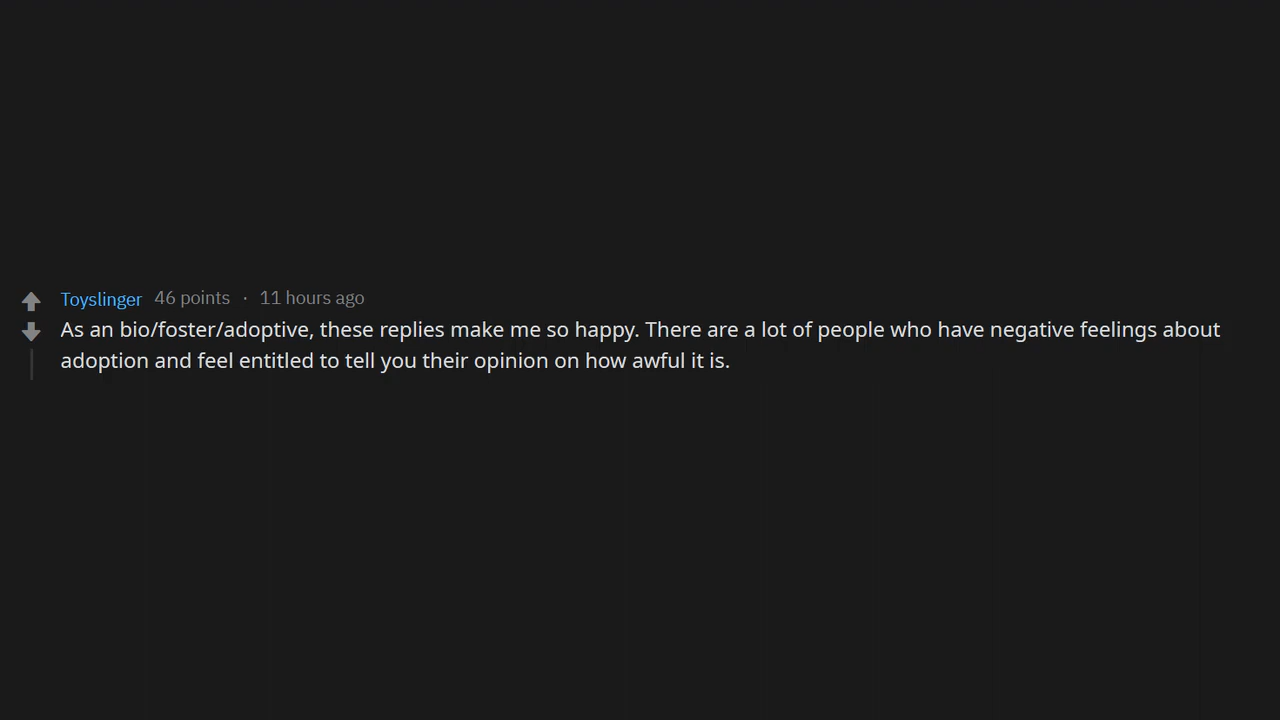 Toyslinger 46 points · 11 hours ago
As an bio/foster/adoptive, these replies make me so happy. There are a lot of people who have negative feelings about
adoption and feel entitled to tell you their opinion on how awful it is.